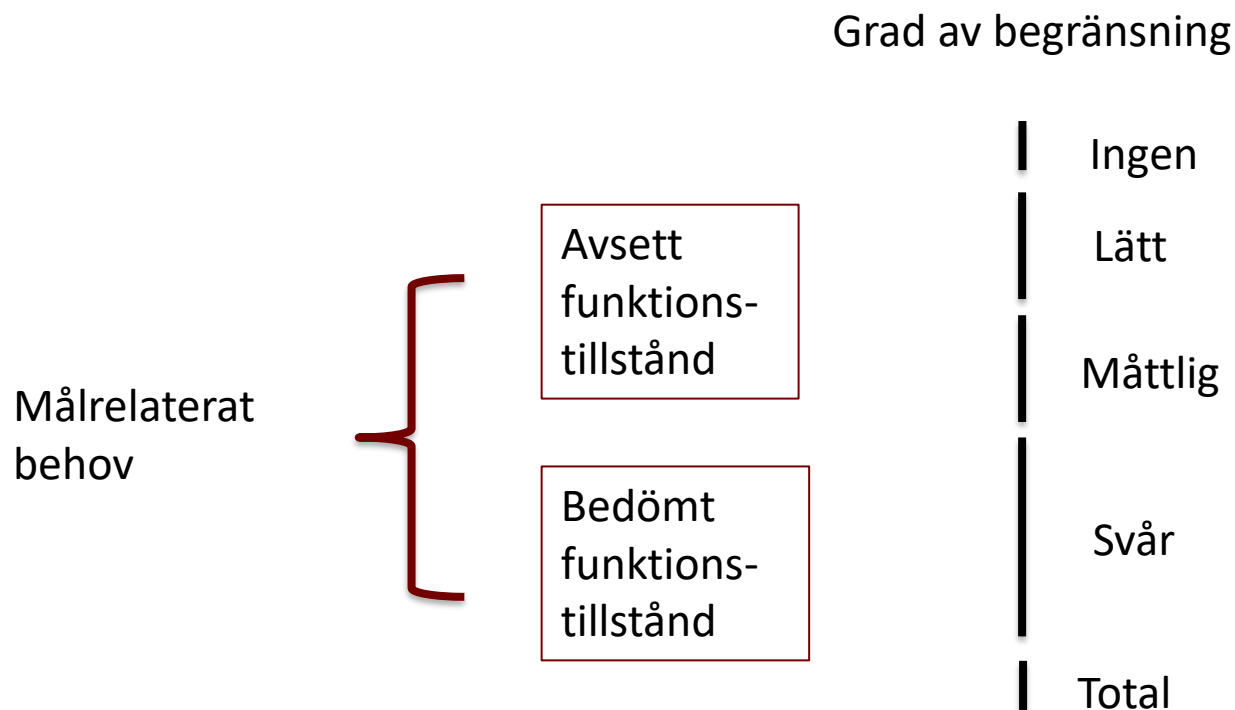 Grad av begränsning
Ingen
Avsett
funktions-
tillstånd
Lätt
Måttlig
Målrelaterat
behov
Bedömt
funktions-
tillstånd
Svår
Total